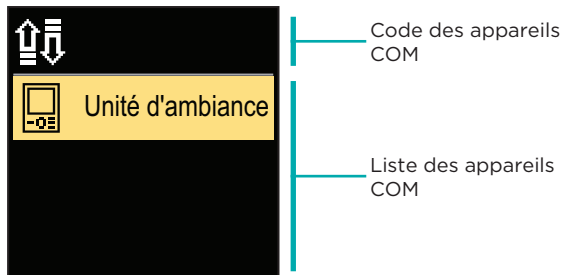 Code des appareils
COM
Unité d'ambiance
Liste des appareils
COM